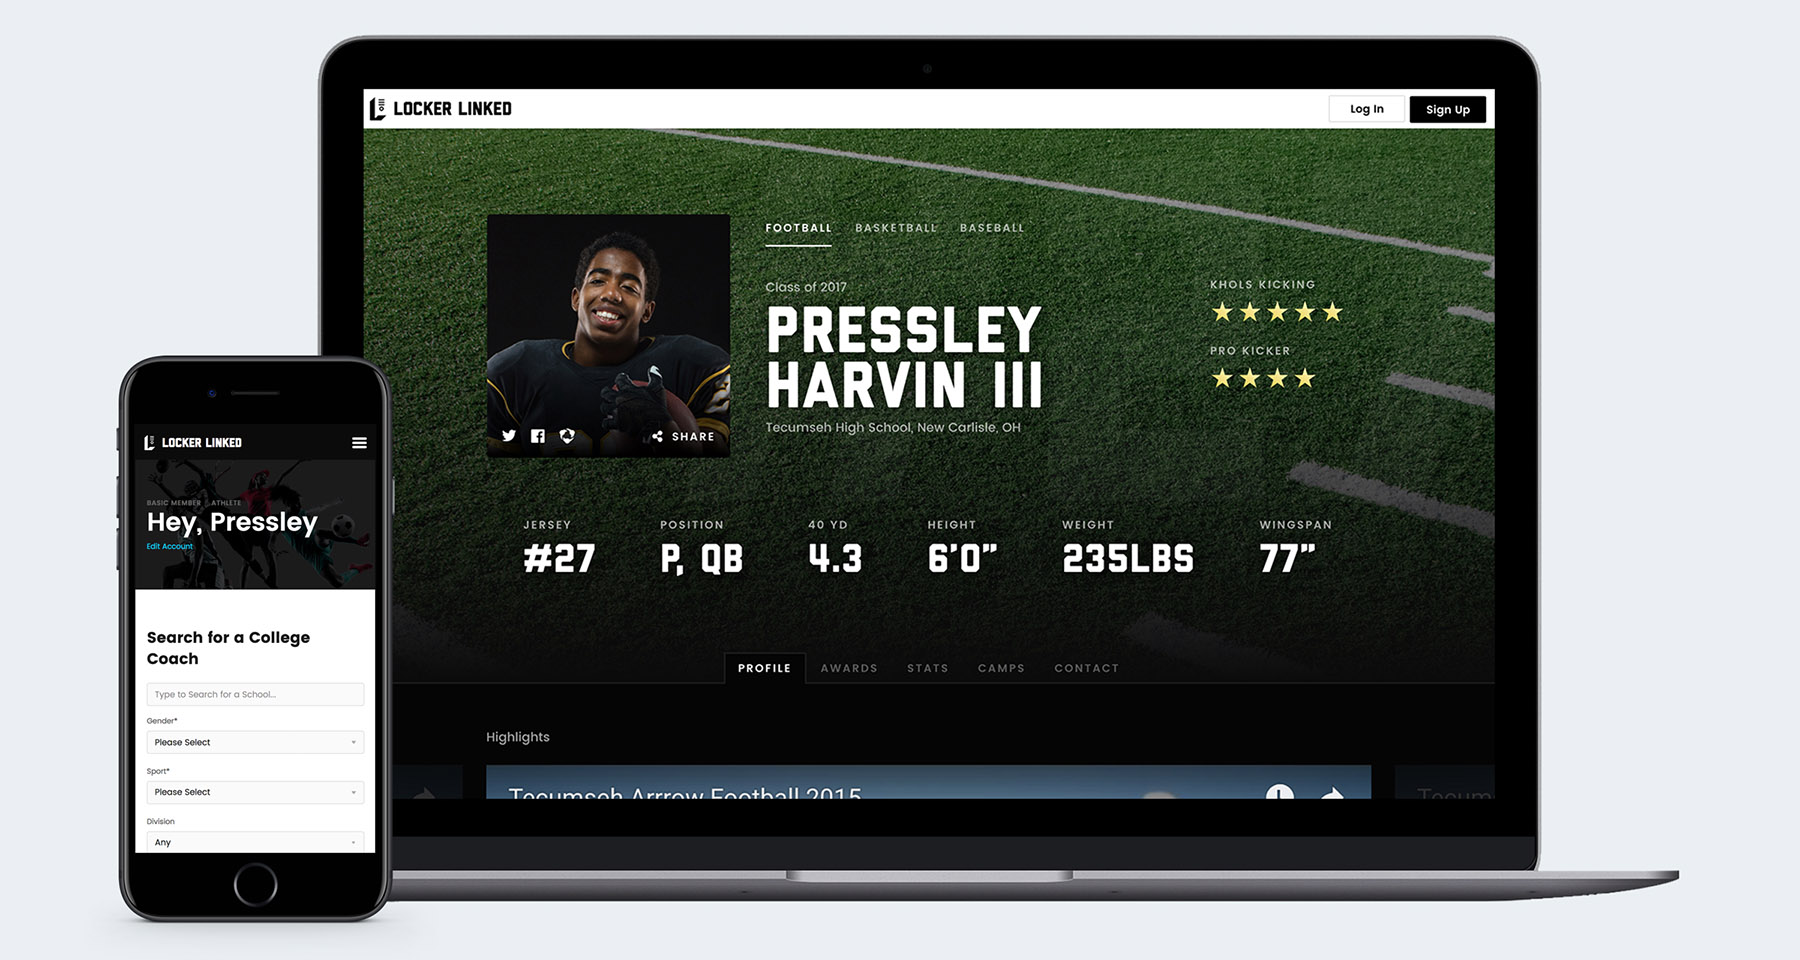 LOCKER LINKED
Log In
Sign Up
FOOTBALL BASKETBALL BASEBALL
Class of 2017
PRESSLEY
HARVIN III
Tecumseh High School, New Carlisle, OH
KHOLS KICKING
PRO KICKER
SHARE
JERSEY
#27
POSITION
P, QB
40 YD
4.3
HEIGHT
6'0"
WEIGHT
235LBS
WINGSPAN
77"
PROFILE AWARDS STATS CAMPS CONTACT
Highlights
Tecumseh Arrrow Football 2015
Tecum
LOCKER LINKED
BASIC MEMBER ATHLETE
Hey, Pressley
Edit Account
Search for a College
Coach
Type to Search for a School...
Gender*
Please Select
Sport*
Please Select
Division
Any